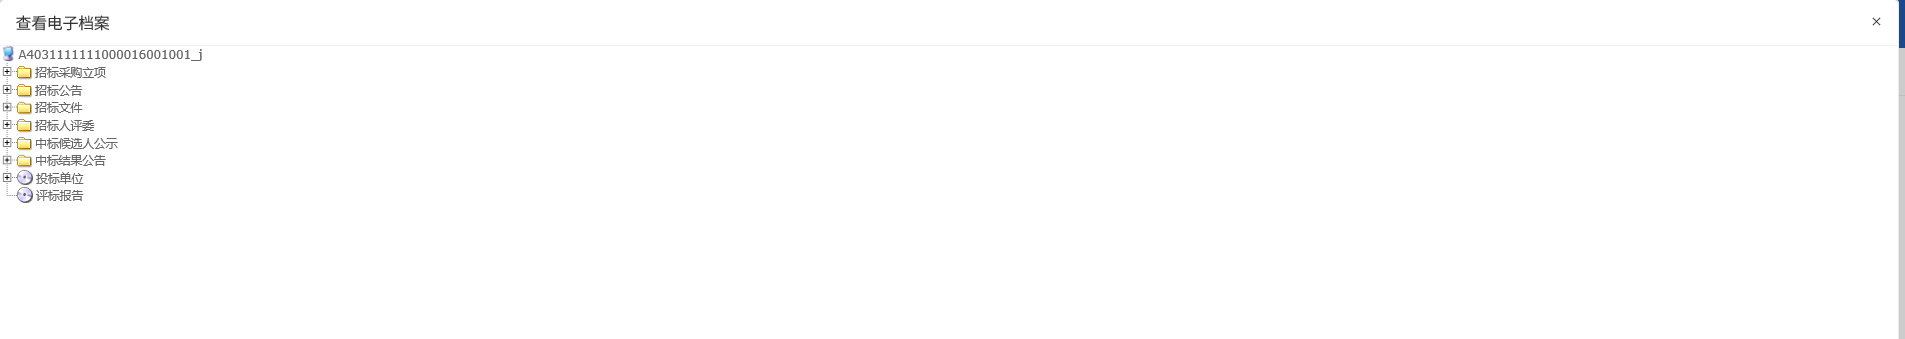 查看电子档案
×
A4031111111000016001001_j
招标采购立项
招标公告
招标文件
招标人评委
中标候选人公示
中标结果公告
投标单位
评标报告